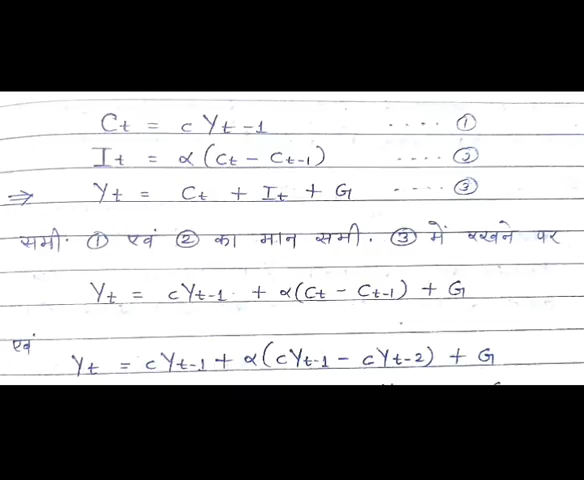 Ct = cYt-1 .... ①
It = α(Ct - Ct-1) .... ②
⇒ Yt = Ct + It + G .... ③
समी. ① एवं ② का मान समी. ③ में रखने पर
Yt = cYt-1 + α(Ct - Ct-1) + G
एवं
Yt = cYt-1 + α(cYt-1 - cYt-2) + G